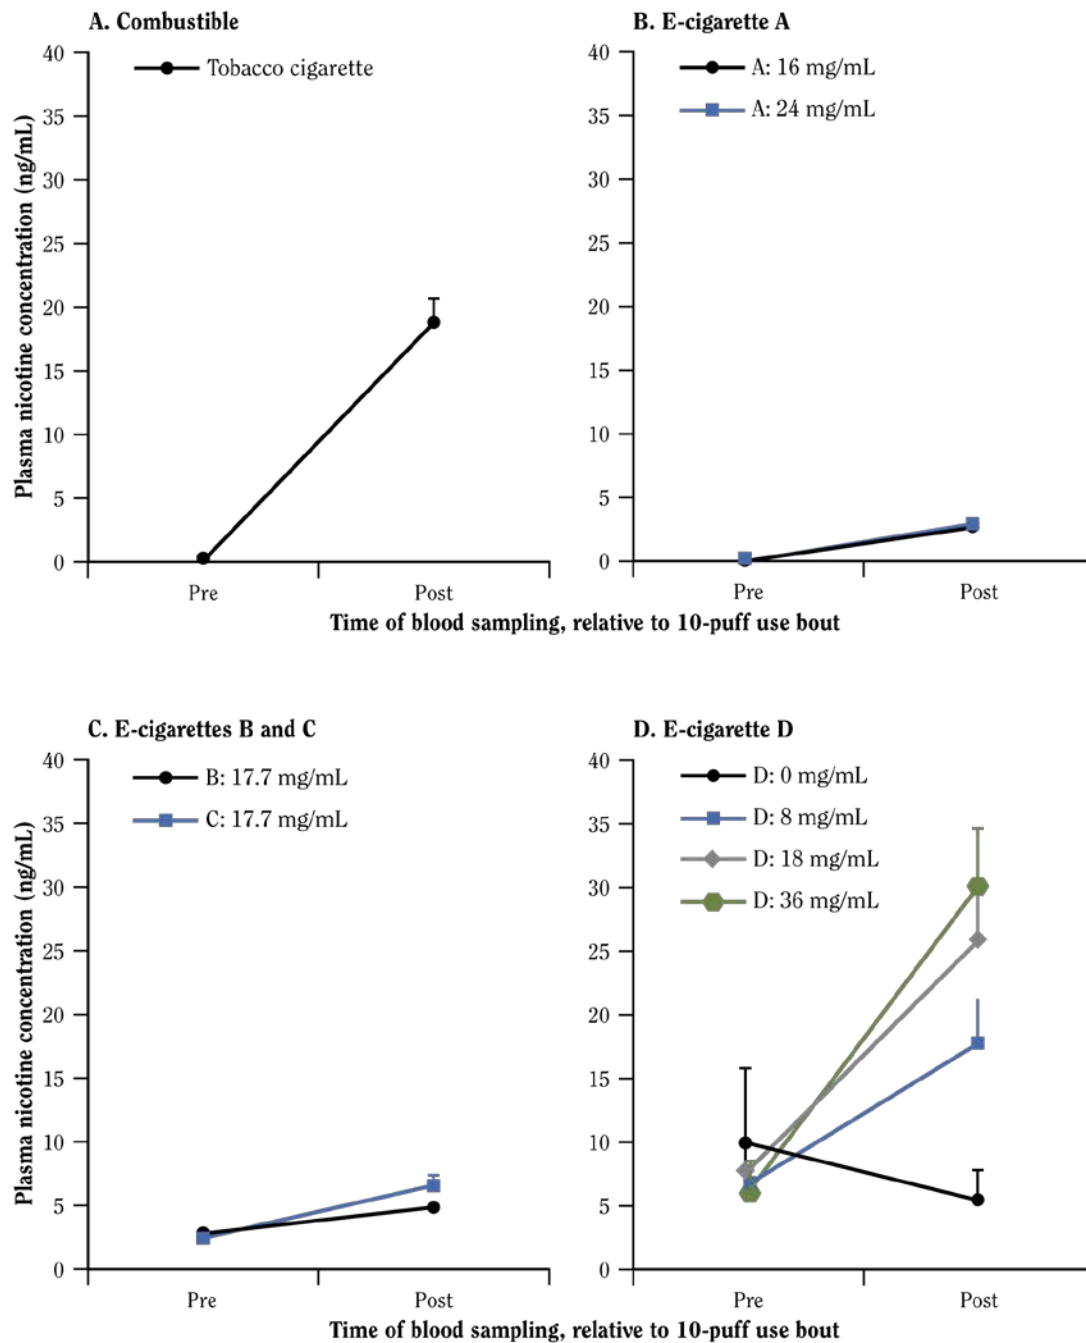 A. Combustible
Plasma nicotine concentration (ng/mL)
40
35
30
25
20
15
10
5
0
Tobacco cigarette
Pre
Post
B. E-cigarette A
40
35
30
25
20
15
10
5
0
A: 16 mg/mL
A: 24 mg/mL
Pre
Post
Time of blood sampling, relative to 10-puff use bout
C. E-cigarettes B and C
Plasma nicotine concentration (ng/mL)
40
35
30
25
20
15
10
5
0
B: 17.7 mg/mL
C: 17.7 mg/mL
Pre
Post
D. E-cigarette D
40
35
30
25
20
15
10
5
0
D: 0 mg/mL
D: 8 mg/mL
D: 18 mg/mL
D: 36 mg/mL
Pre
Post
Time of blood sampling, relative to 10-puff use bout